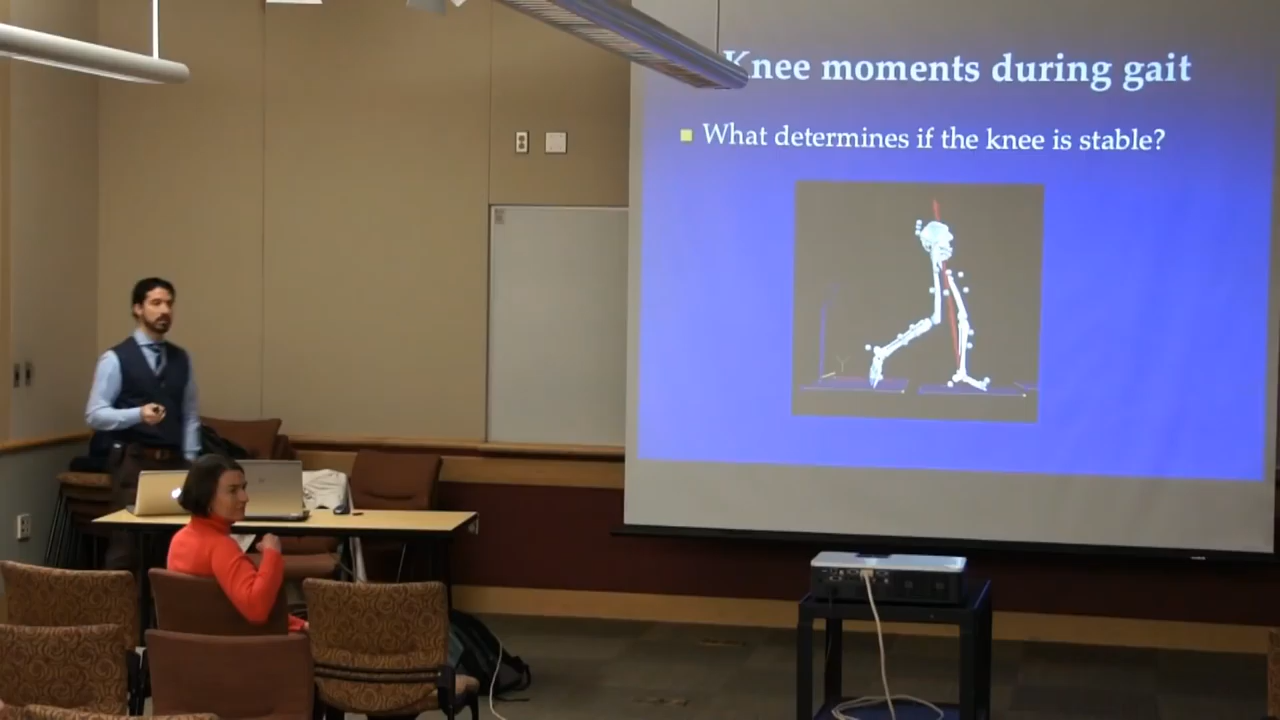 Knee moments during gait
What determines if the knee is stable?